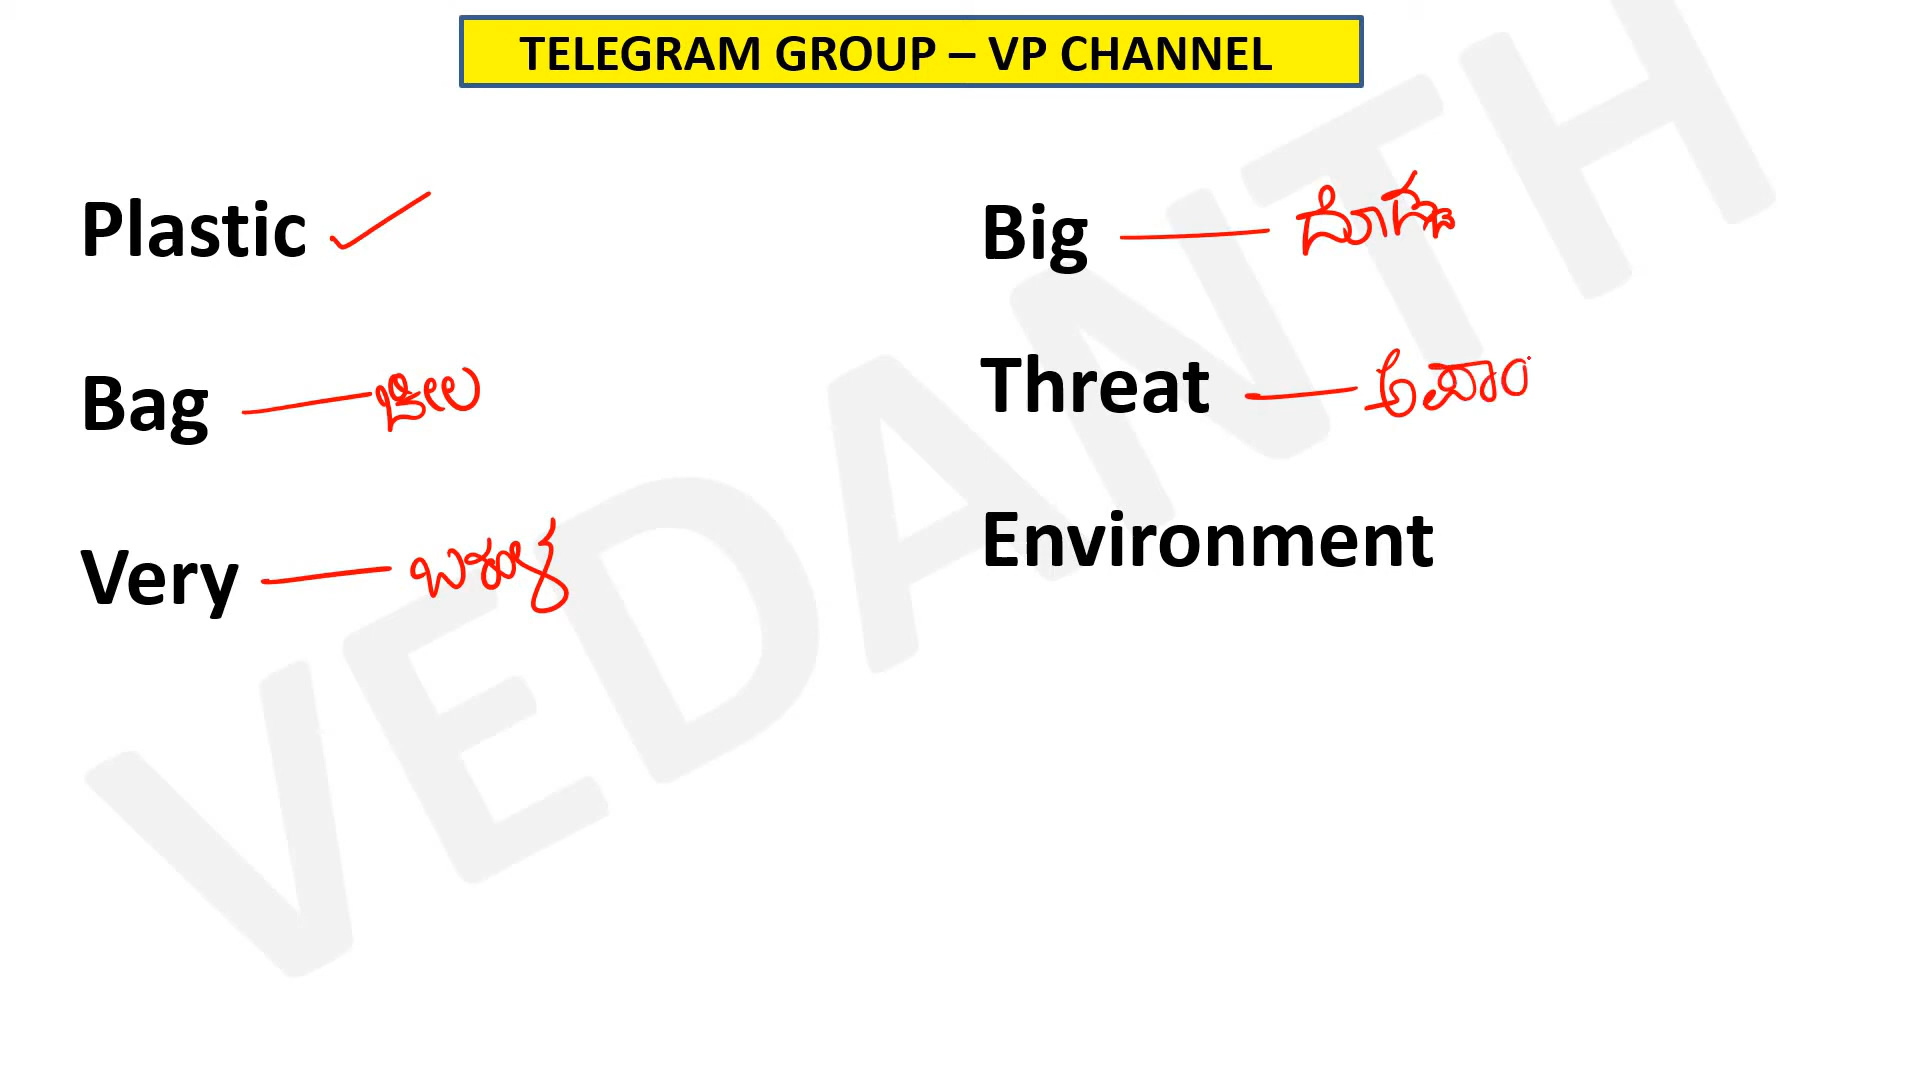 TELEGRAM GROUP – VP CHANNEL
Plastic
Bag — ಚೀಲ
Very
Big — ದೊಡ್ಡ
Threat
Environment
VEDANTH